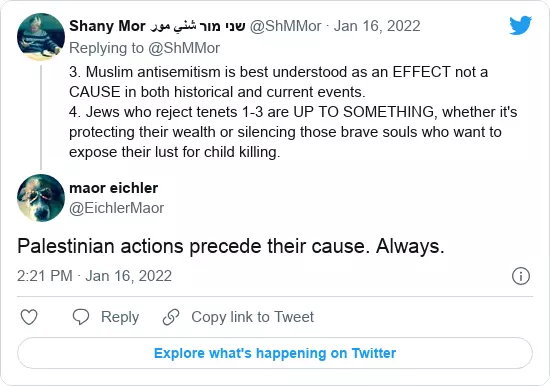 Shany Mor שני מור شني مور @ShMMor · Jan 16, 2022
Replying to @ShMMor
3. Muslim antisemitism is best understood as an EFFECT not a
CAUSE in both historical and current events.
4. Jews who reject tenets 1-3 are UP TO SOMETHING, whether it's
protecting their wealth or silencing those brave souls who want to
expose their lust for child killing.
maor eichler
@EichlerMaor
Palestinian actions precede their cause. Always.
2:21 PM · Jan 16, 2022
Reply
Copy link to Tweet
Explore what's happening on Twitter